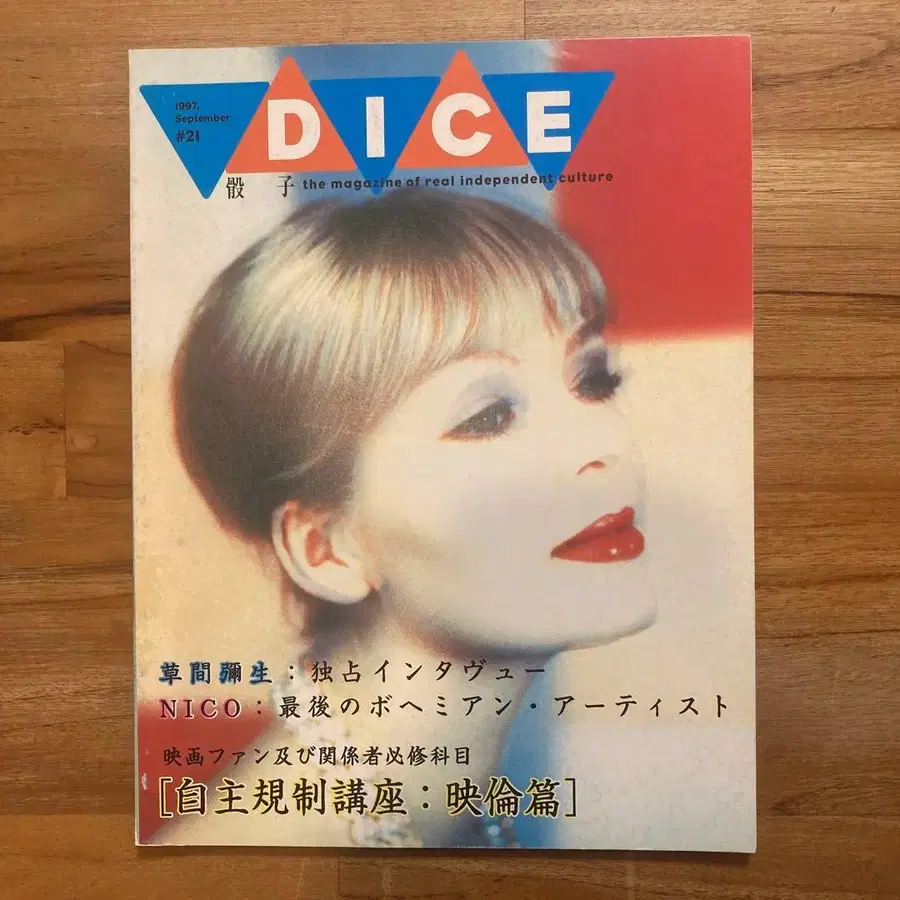 1997,
September
#21
DICE
骰子 the magazine of real independent culture
草間彌生：独占インタヴュー
NICO：最後のボヘミアン・アーティスト
映画ファン及び関係者必修科目
[自主規制講座：映倫篇]